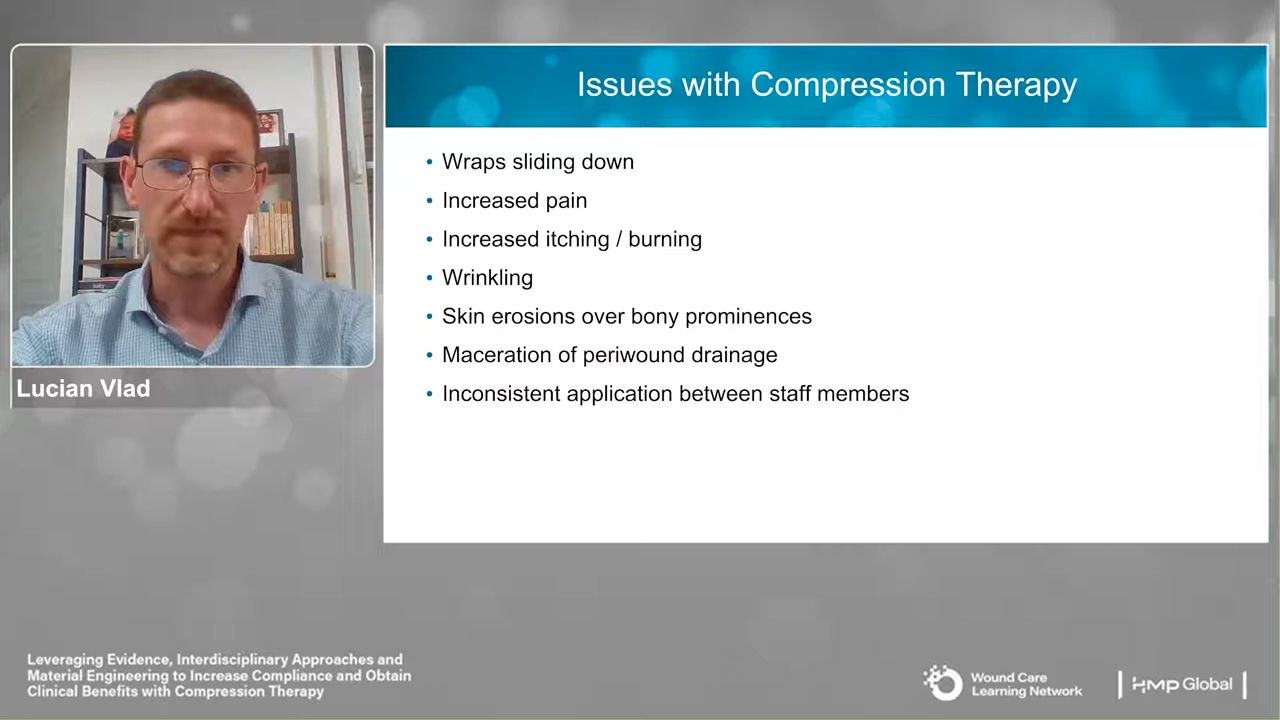 Issues with Compression Therapy
• Wraps sliding down
• Increased pain
• Increased itching / burning
• Wrinkling
• Skin erosions over bony prominences
• Maceration of periwound drainage
• Inconsistent application between staff members
Lucian Vlad
Leveraging Evidence, Interdisciplinary Approaches and
Material Engineering to Increase Compliance and Obtain
Clinical Benefits with Compression Therapy
Wound Care
Learning Network
HMP Global